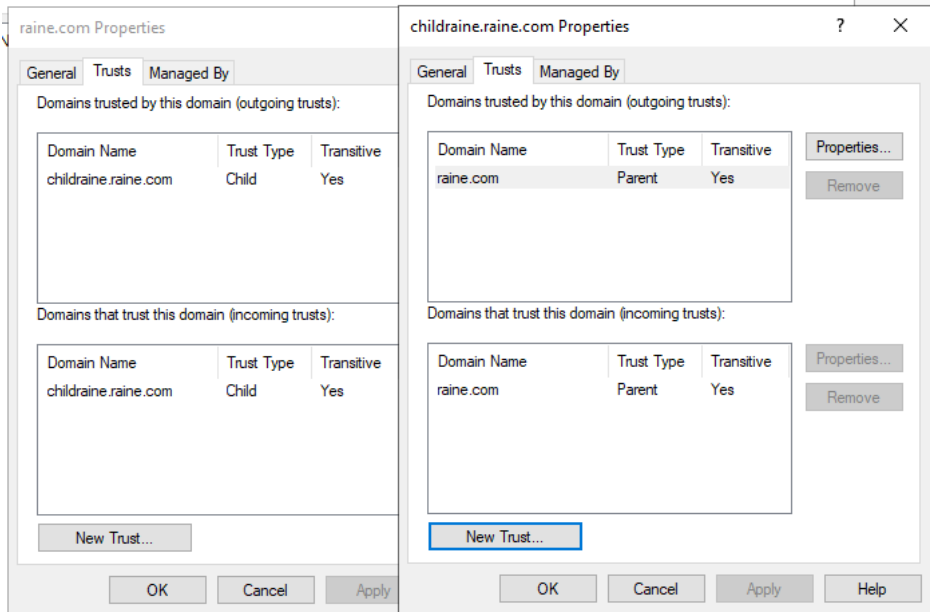 raine.com Properties
General Trusts Managed By
Domains trusted by this domain (outgoing trusts):
Domain Name Trust Type Transitive
childraine.raine.com Child Yes
Domains that trust this domain (incoming trusts):
Domain Name Trust Type Transitive
childraine.raine.com Child Yes
New Trust...
OK Cancel Apply
childraine.raine.com Properties ?
General Trusts Managed By
Domains trusted by this domain (outgoing trusts):
Domain Name Trust Type Transitive Properties...
raine.com Parent Yes Remove
Domains that trust this domain (incoming trusts):
Domain Name Trust Type Transitive Properties...
raine.com Parent Yes Remove
New Trust...
OK Cancel Apply Help